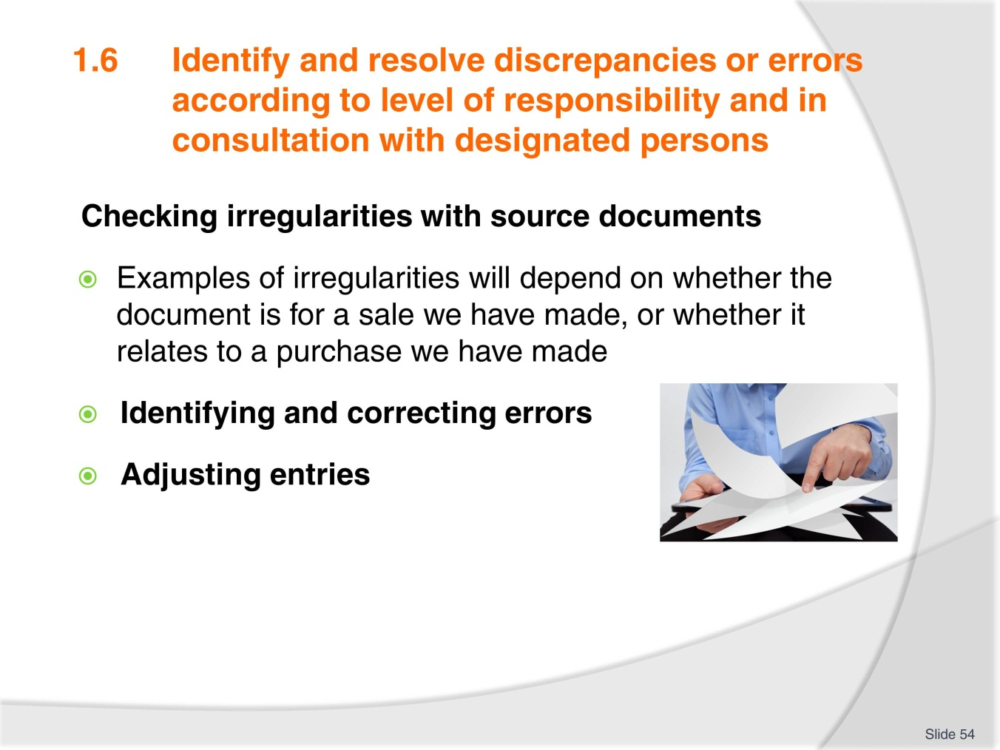 1.6 Identify and resolve discrepancies or errors
according to level of responsibility and in
consultation with designated persons
Checking irregularities with source documents
Examples of irregularities will depend on whether the
document is for a sale we have made, or whether it
relates to a purchase we have made
Identifying and correcting errors
Adjusting entries
Slide 54